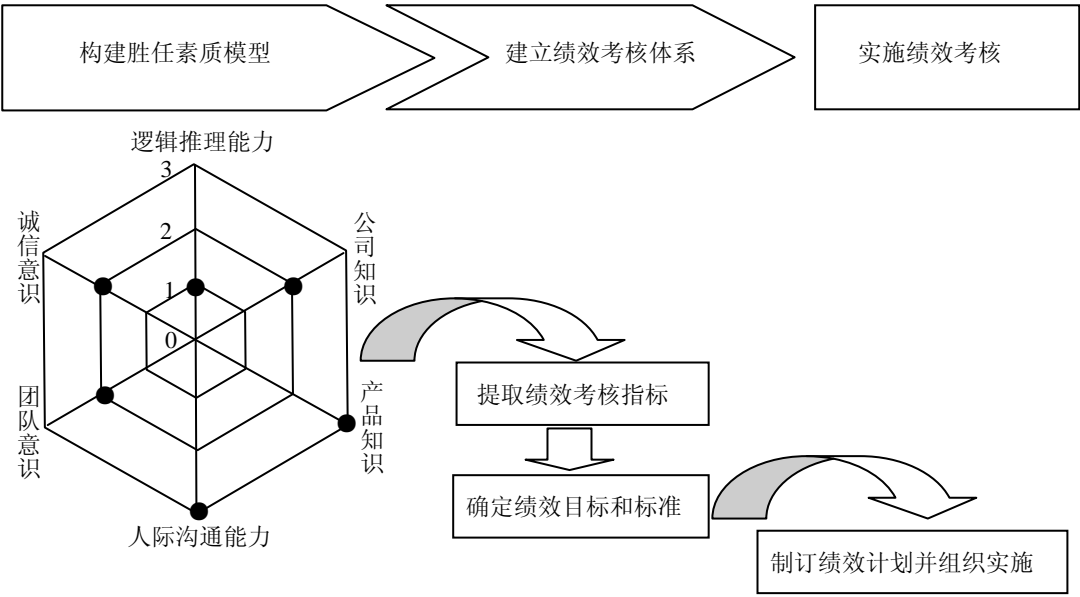 构建胜任素质模型
建立绩效考核体系
实施绩效考核
逻辑推理能力
3
2
1
0
诚信意识
公司知识
团队意识
产品知识
人际沟通能力
提取绩效考核指标
确定绩效目标和标准
制订绩效计划并组织实施